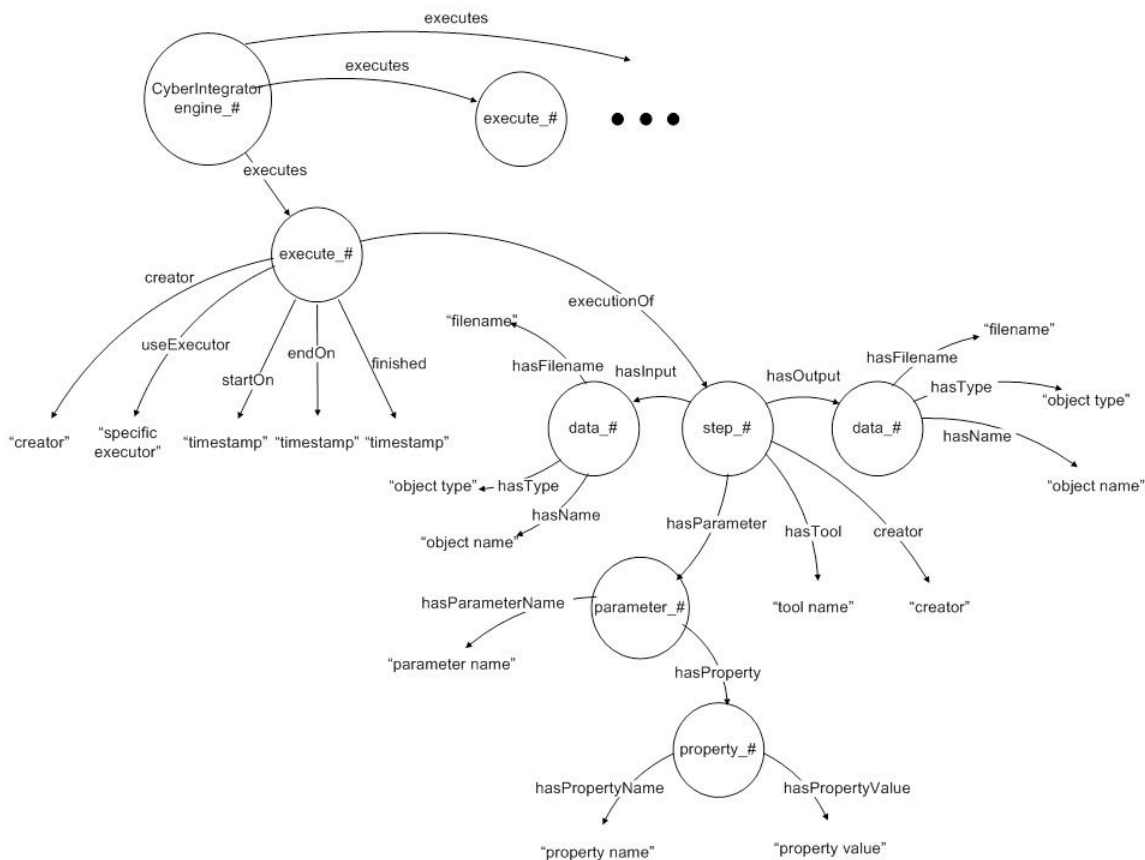 executes
CyberIntegrator
engine_#
executes
execute_#
executes
execute_#
creator
executionOf
useExecutor
endOn
finished
startOn
"filename"
hasFilename
hasInput
hasOutput
"filename"
hasFilename
hasType
"object type"
hasName
"creator"
"specific
executor"
"timestamp"
"timestamp"
"timestamp"
data_#
step_#
data_#
"object type"
hasType
hasName
"object name"
"object name"
hasParameter
hasTool
creator
hasParameterName
parameter_#
"tool name"
"creator"
"parameter name"
hasProperty
property_#
hasPropertyName
hasPropertyValue
"property name"
"property value"